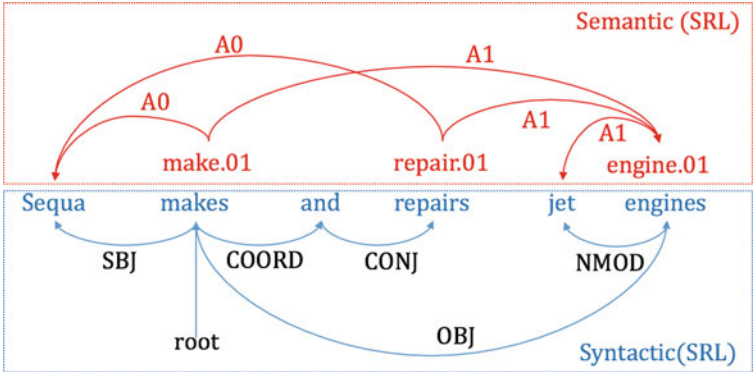 Semantic (SRL)
A0
A1
A0
A1
A1
make.01 repair.01 engine.01
Sequa makes and repairs jet engines
SBJ COORD CONJ NMOD
OBJ
root
Syntactic(SRL)